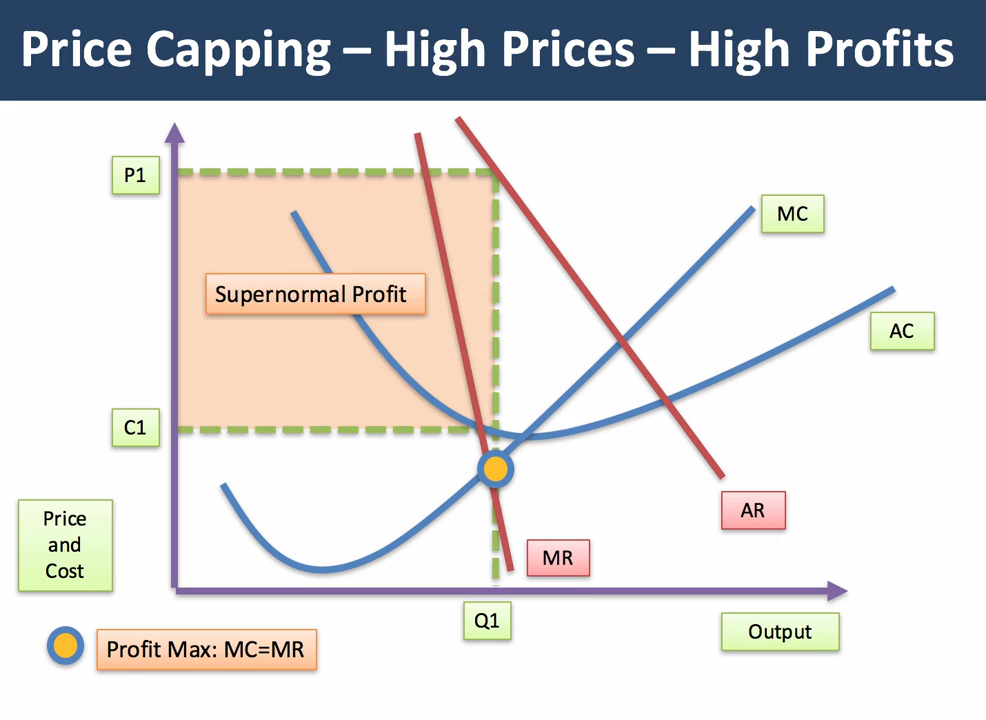 Price Capping – High Prices – High Profits
P1
MC
Supernormal Profit
AC
C1
Price
and
Cost
AR
MR
Q1
Output
Profit Max: MC=MR